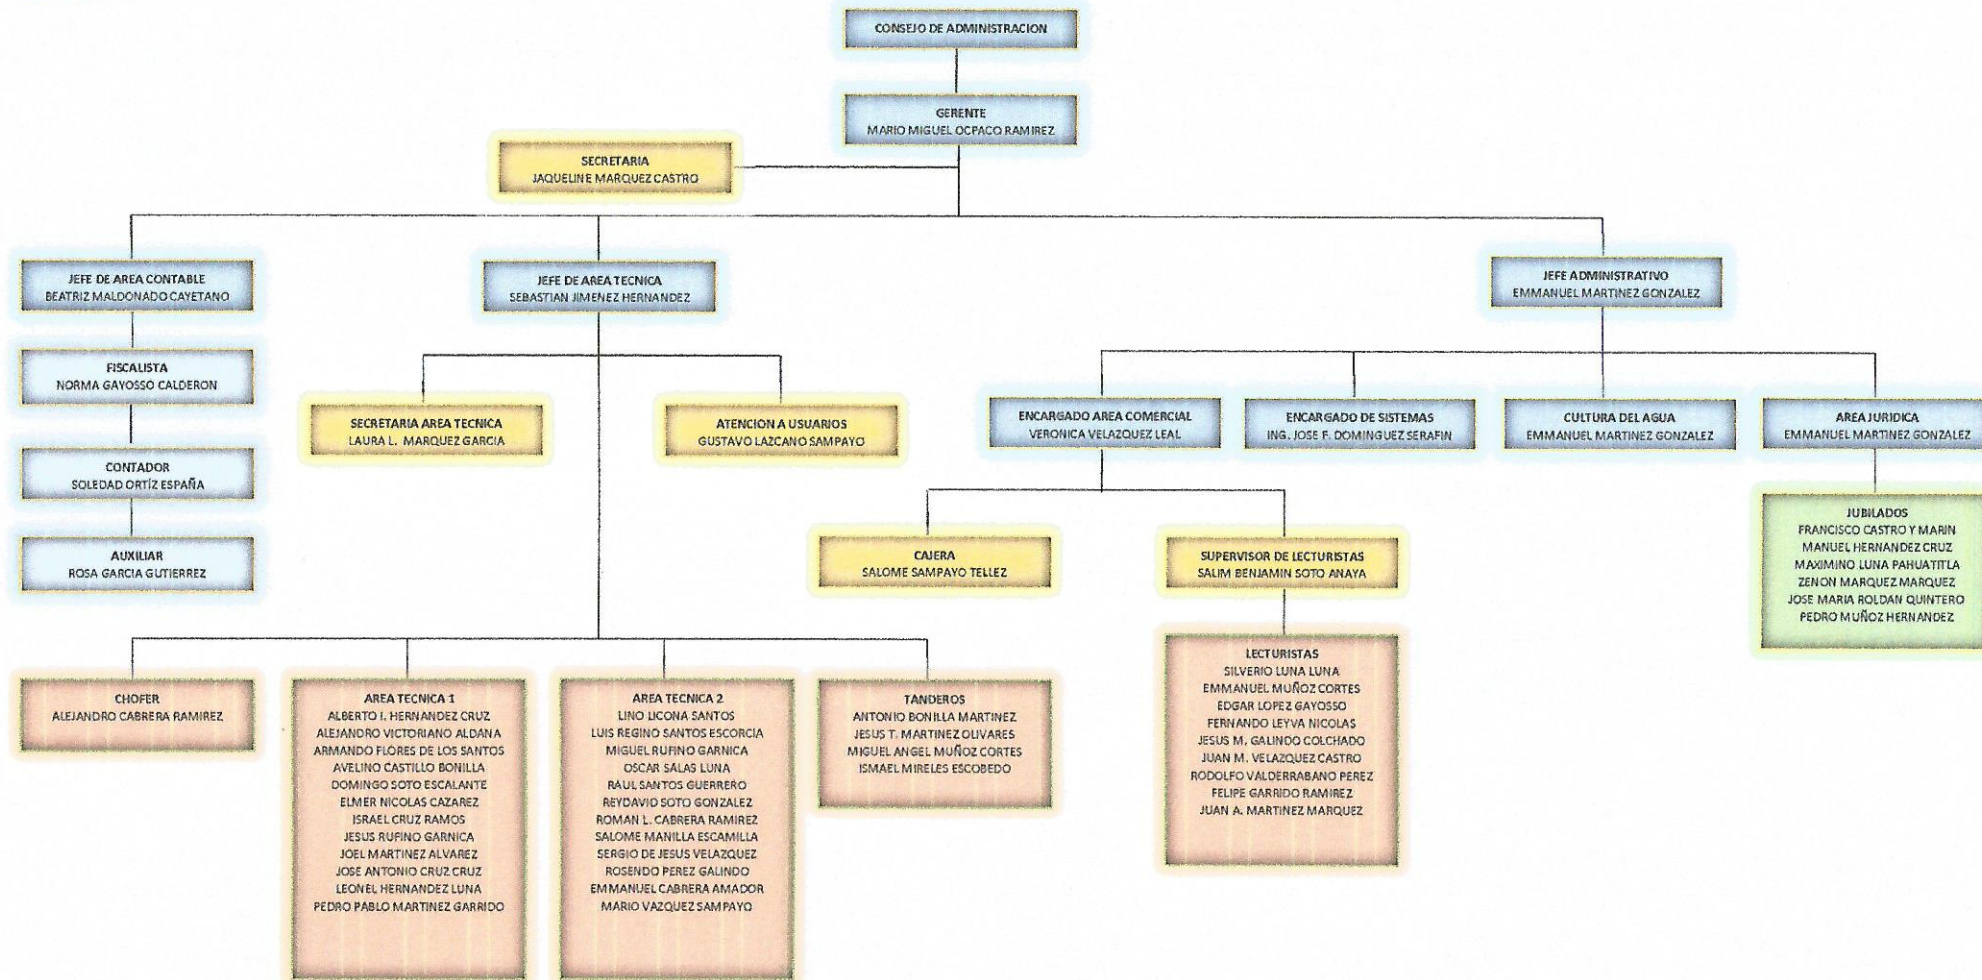 CONSEJO DE ADMINISTRACION
GERENTE
MARIO MIGUEL OCPACO RAMIREZ
SECRETARIA
JAQUELINE MARQUEZ CASTRO
JEFE DE AREA CONTABLE
BEATRIZ MALDONADO CAYETANO
FISCALISTA
NORMA GAYOSSO CALDERON
CONTADOR
SOLEDAD ORTÍZ ESPAÑA
AUXILIAR
ROSA GARCIA GUTIERREZ
JEFE DE AREA TECNICA
SEBASTIAN JIMENEZ HERNANDEZ
SECRETARIA AREA TECNICA
LAURA L. MARQUEZ GARCIA
ATENCION A USUARIOS
GUSTAVO LAZCANO SAMPAYO
CHOFER
ALEJANDRO CABRERA RAMIREZ
AREA TECNICA 1
ALBERTO I. HERNANDEZ CRUZ
ALEJANDRO VICTORIANO ALDANA
ARMANDO FLORES DE LOS SANTOS
AVELINO CASTILLO BONILLA
DOMINGO SOTO ESCALANTE
ELMER NICOLAS CAZAREZ
ISRAEL CRUZ RAMOS
JESUS RUFINO GARNICA
JOEL MARTINEZ ALVAREZ
JOSE ANTONIO CRUZ CRUZ
LEONEL HERNANDEZ LUNA
PEDRO PABLO MARTINEZ GARRIDO
AREA TECNICA 2
LINO LICONA SANTOS
LUIS REGINO SANTOS ESCORCIA
MIGUEL RUFINO GARNICA
OSCAR SALAS LUNA
RAUL SANTOS GUERRERO
REYDAVIO SOTO GONZALEZ
ROMAN L. CABRERA RAMIREZ
SALOME MANILLA ESCAMILLA
SERGIO DE JESUS VELAZQUEZ
ROSENDO PEREZ GALINDO
EMMANUEL CABRERA AMADOR
MARIO VAZQUEZ SAMPAYO
TANDEROS
ANTONIO BONILLA MARTINEZ
JESUS T. MARTINEZ OLIVARES
MIGUEL ANGEL MUÑOZ CORTES
ISMAEL MIRELES ESCOBEDO
JEFE ADMINISTRATIVO
EMMANUEL MARTINEZ GONZALEZ
ENCARGADO AREA COMERCIAL
VERONICA VELAZQUEZ LEAL
ENCARGADO DE SISTEMAS
ING. JOSE F. DOMINGUEZ SERAFIN
CULTURA DEL AGUA
EMMANUEL MARTINEZ GONZALEZ
AREA JURIDICA
EMMANUEL MARTINEZ GONZALEZ
CAJERA
SALOME SAMPAYO TELLEZ
SUPERVISOR DE LECTURISTAS
SALIM BENJAMIN SOTO ANAYA
LECTURISTAS
SILVERIO LUNA LUNA
EMMANUEL MUÑOZ CORTES
EDGAR LOPEZ GAYOSSO
FERNANDO LEYVA NICOLAS
JESUS M. GALINDO COLCHADO
JUAN M. VELAZQUEZ CASTRO
RODOLFO VALDERRABANO PEREZ
FELIPE GARRIDO RAMIREZ
JUAN A. MARTINEZ MARQUEZ
JUBILADOS
FRANCISCO CASTRO Y MARIN
MANUEL HERNANDEZ CRUZ
MAXIMINO LUNA PAHUATITLA
ZENON MARQUEZ MARQUEZ
JOSE MARIA ROLDAN QUINTERO
PEDRO MUÑOZ HERNANDEZ